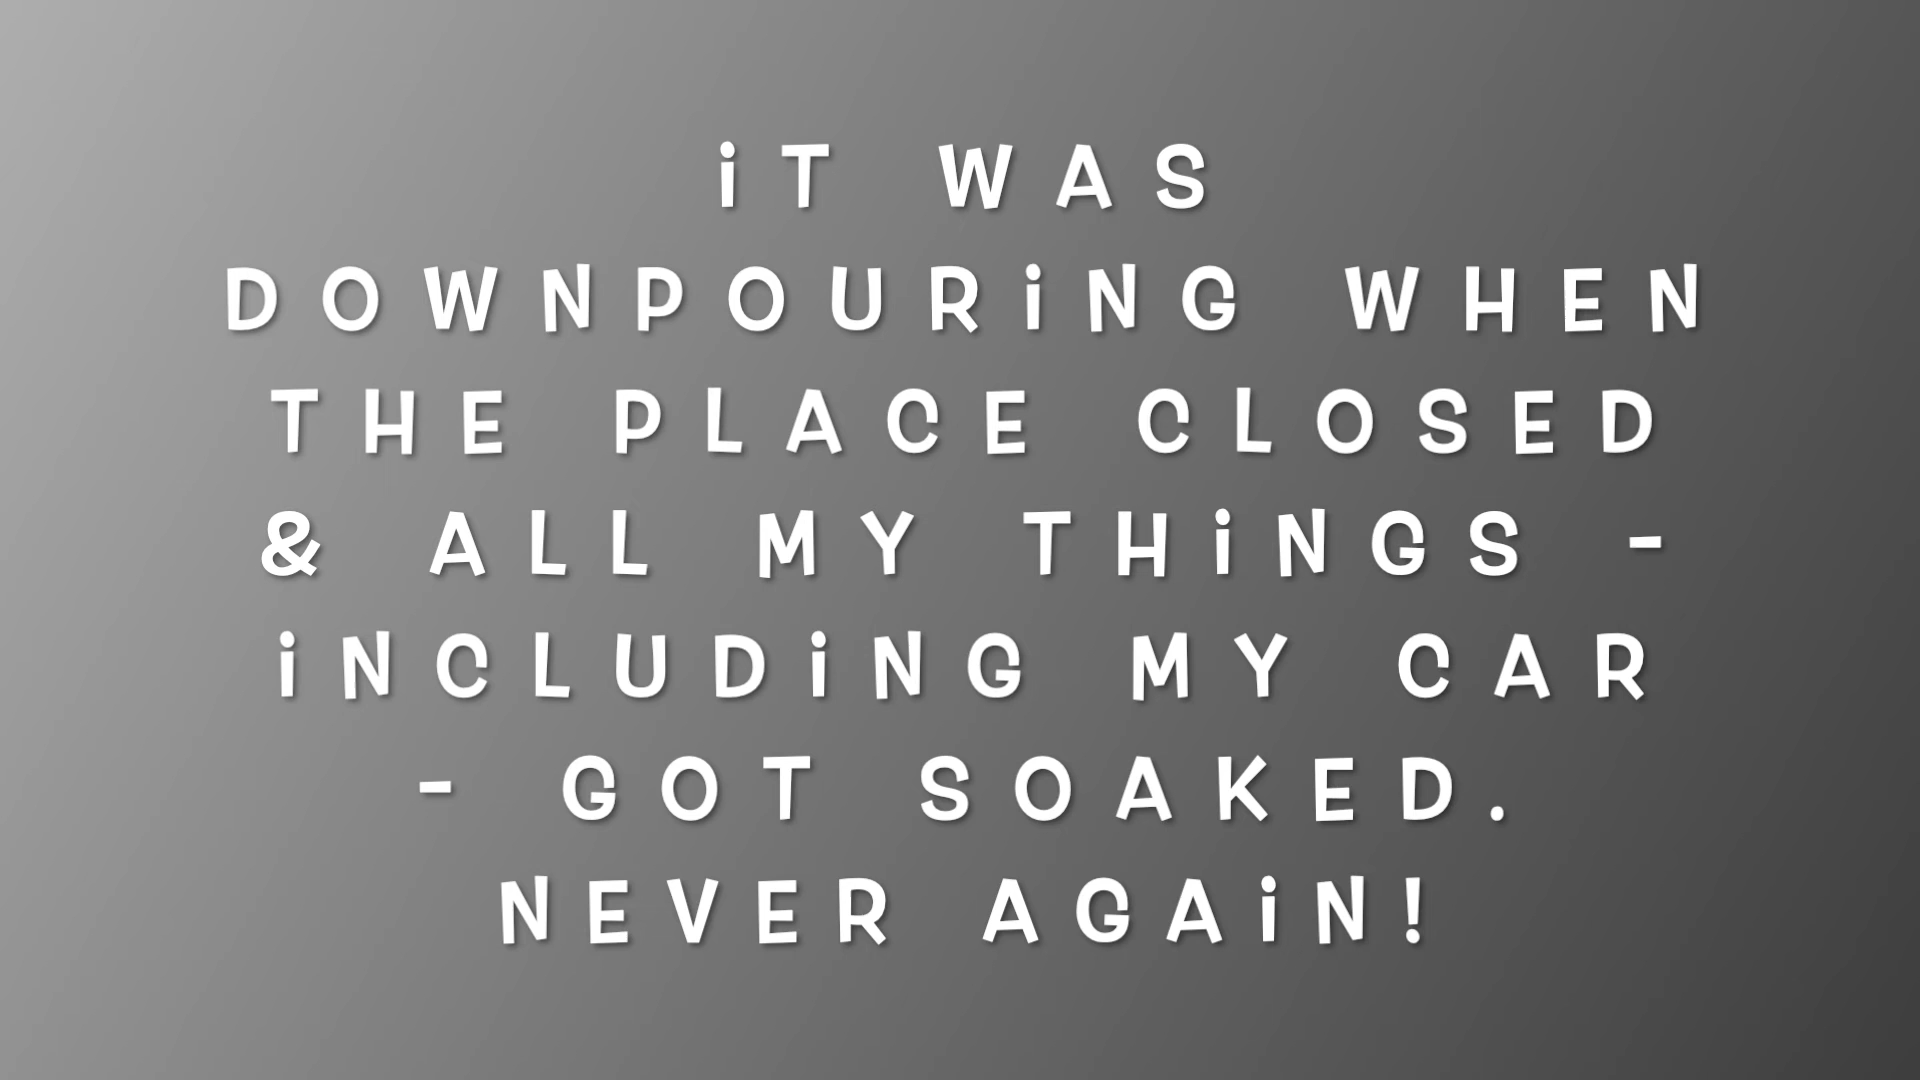 iT WAS
DOWNPOURiNG WHEN
THE PLACE CLOSED
& ALL MY THiNGS -
iNCLUDiNG MY CAR
- GOT SOAKED.
NEVER AGAiN!